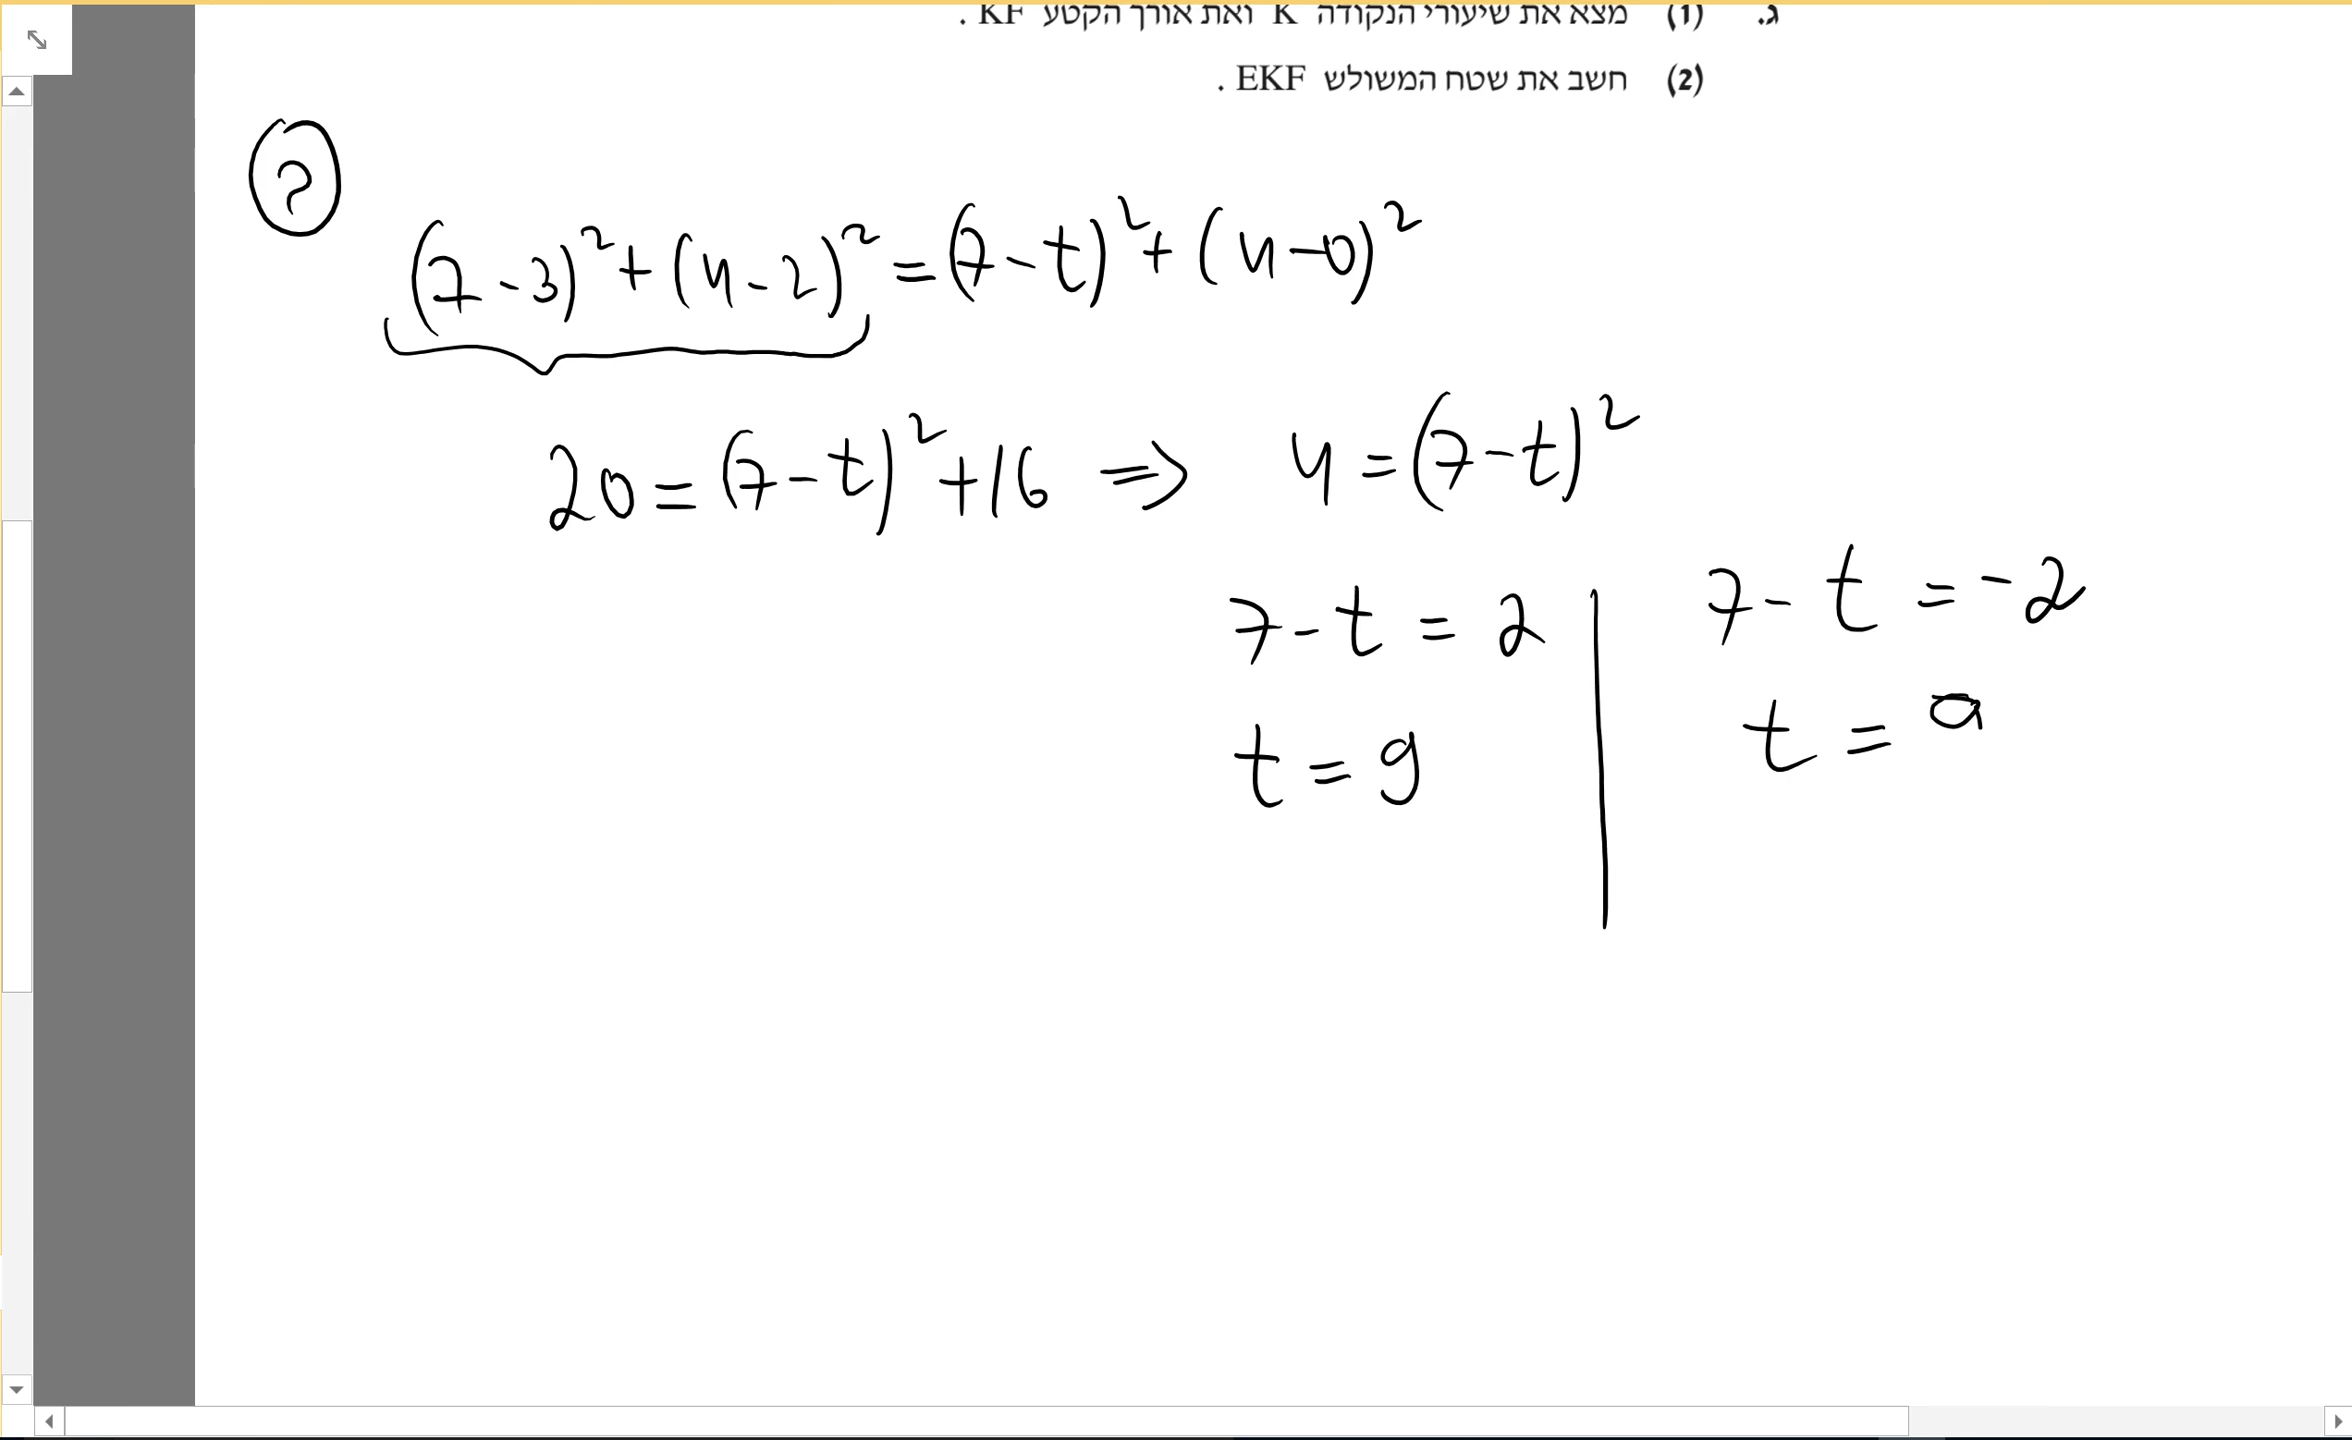 ג. (1) מצא את שיעורי הנקודה K ואת אורך הקטע KF .
(2) חשב את שטח המשולש EKF .
(7-3)²+(4-2)²=(7-t)²+(4-0)²
20=(7-t)²+16 ⇒ 4=(7-t)²
7-t=2 | 7-t=-2
t=9 | t=9